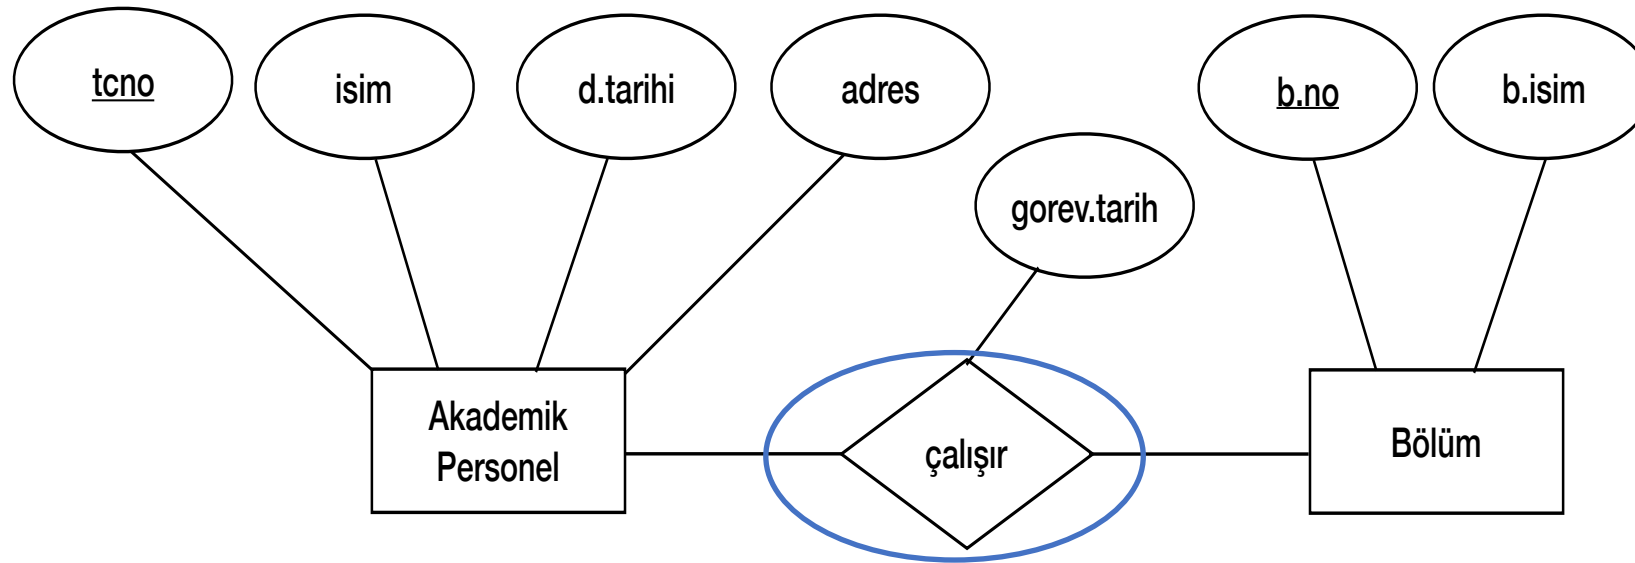 tcno
isim
d.tarihi
adres
b.no
b.isim
gorev.tarih
Akademik
Personel
çalışır
Bölüm